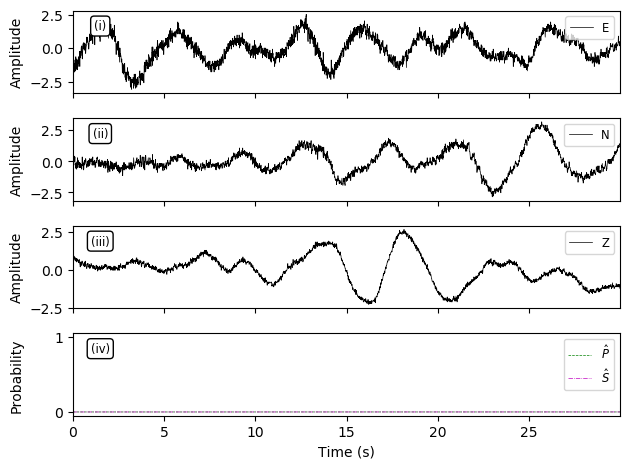 2.5
0.0
−2.5
Amplitude
(i)
E
2.5
0.0
−2.5
Amplitude
(ii)
N
2.5
0.0
−2.5
Amplitude
(iii)
Z
1
0
Probability
(iv)
P̂
Ŝ
0 5 10 15 20 25
Time (s)